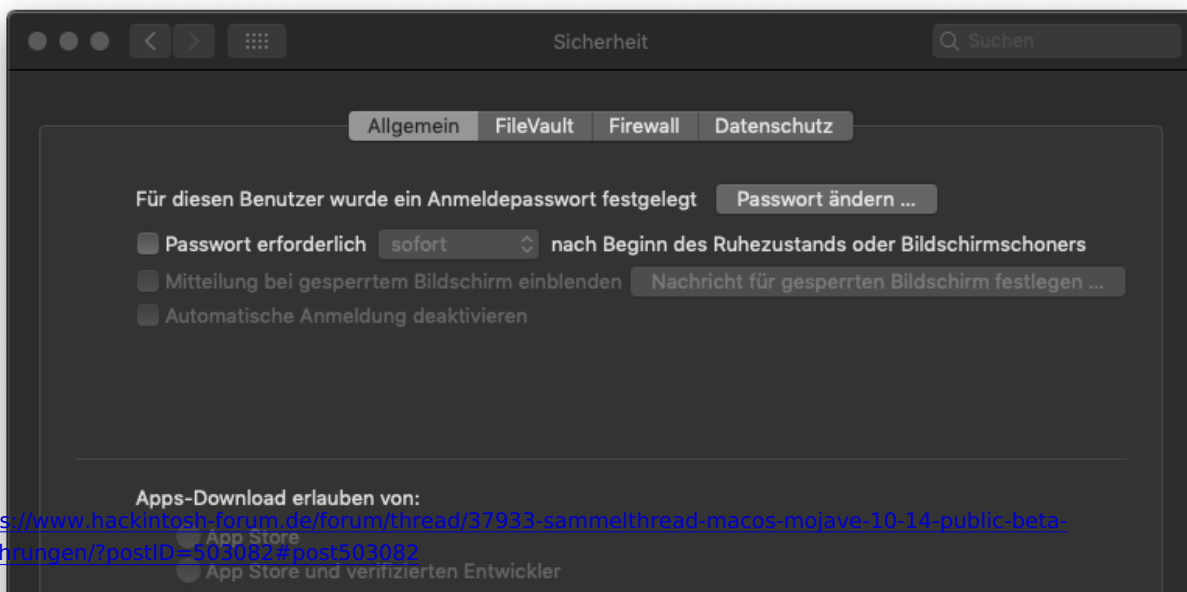 Sicherheit
Suchen
Allgemein FileVault Firewall Datenschutz
Für diesen Benutzer wurde ein Anmeldepasswort festgelegt Passwort ändern ...
Passwort erforderlich sofort nach Beginn des Ruhezustands oder Bildschirmschoners
Mitteilung bei gesperrtem Bildschirm einblenden Nachricht für gesperrten Bildschirm festlegen ...
Automatische Anmeldung deaktivieren
Apps-Download erlauben von:
s://www.hackintosh-forum.de/forum/thread/37933-sammelthread-macos-mojave-10-14-public-beta-
App Store
hrungen/?postID=503082#post503082
App Store und verifizierten Entwickler